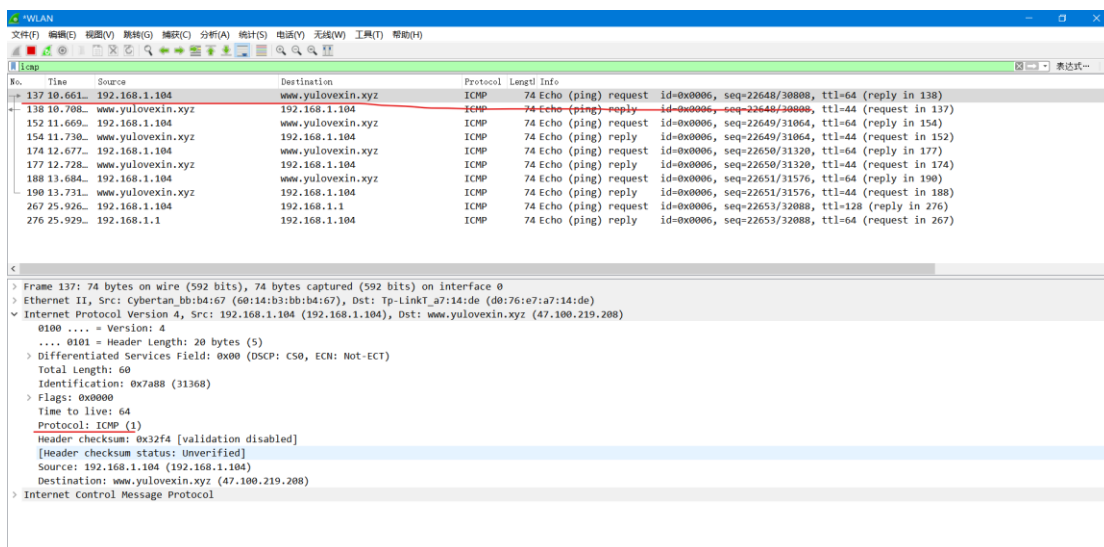 *WLAN
文件(F) 编辑(E) 视图(V) 跳转(G) 捕获(C) 分析(A) 统计(S) 电话(Y) 无线(W) 工具(T) 帮助(H)
icmp 表达式…
No. Time Source Destination Protocol Lengtl Info
137 10.661… 192.168.1.104 www.yulovexin.xyz ICMP 74 Echo (ping) request id=0x0006, seq=22648/30808, ttl=64 (reply in 138)
138 10.708… www.yulovexin.xyz 192.168.1.104 ICMP 74 Echo (ping) reply id=0x0006, seq=22648/30808, ttl=44 (request in 137)
152 11.669… 192.168.1.104 www.yulovexin.xyz ICMP 74 Echo (ping) request id=0x0006, seq=22649/31064, ttl=64 (reply in 154)
154 11.730… www.yulovexin.xyz 192.168.1.104 ICMP 74 Echo (ping) reply id=0x0006, seq=22649/31064, ttl=44 (request in 152)
174 12.677… 192.168.1.104 www.yulovexin.xyz ICMP 74 Echo (ping) request id=0x0006, seq=22650/31320, ttl=64 (reply in 177)
177 12.728… www.yulovexin.xyz 192.168.1.104 ICMP 74 Echo (ping) reply id=0x0006, seq=22650/31320, ttl=44 (request in 174)
188 13.684… 192.168.1.104 www.yulovexin.xyz ICMP 74 Echo (ping) request id=0x0006, seq=22651/31576, ttl=64 (reply in 190)
190 13.731… www.yulovexin.xyz 192.168.1.104 ICMP 74 Echo (ping) reply id=0x0006, seq=22651/31576, ttl=44 (request in 188)
267 25.926… 192.168.1.104 192.168.1.1 ICMP 74 Echo (ping) request id=0x0006, seq=22653/32088, ttl=128 (reply in 276)
276 25.929… 192.168.1.1 192.168.1.104 ICMP 74 Echo (ping) reply id=0x0006, seq=22653/32088, ttl=64 (request in 267)
Frame 137: 74 bytes on wire (592 bits), 74 bytes captured (592 bits) on interface 0
Ethernet II, Src: Cybertan_bb:b4:67 (60:14:b3:bb:b4:67), Dst: Tp-LinkT_a7:14:de (d0:76:e7:a7:14:de)
Internet Protocol Version 4, Src: 192.168.1.104 (192.168.1.104), Dst: www.yulovexin.xyz (47.100.219.208)
0100 .... = Version: 4
.... 0101 = Header Length: 20 bytes (5)
Differentiated Services Field: 0x00 (DSCP: CS0, ECN: Not-ECT)
Total Length: 60
Identification: 0x7a88 (31368)
Flags: 0x0000
Time to live: 64
Protocol: ICMP (1)
Header checksum: 0x32f4 [validation disabled]
[Header checksum status: Unverified]
Source: 192.168.1.104 (192.168.1.104)
Destination: www.yulovexin.xyz (47.100.219.208)
Internet Control Message Protocol